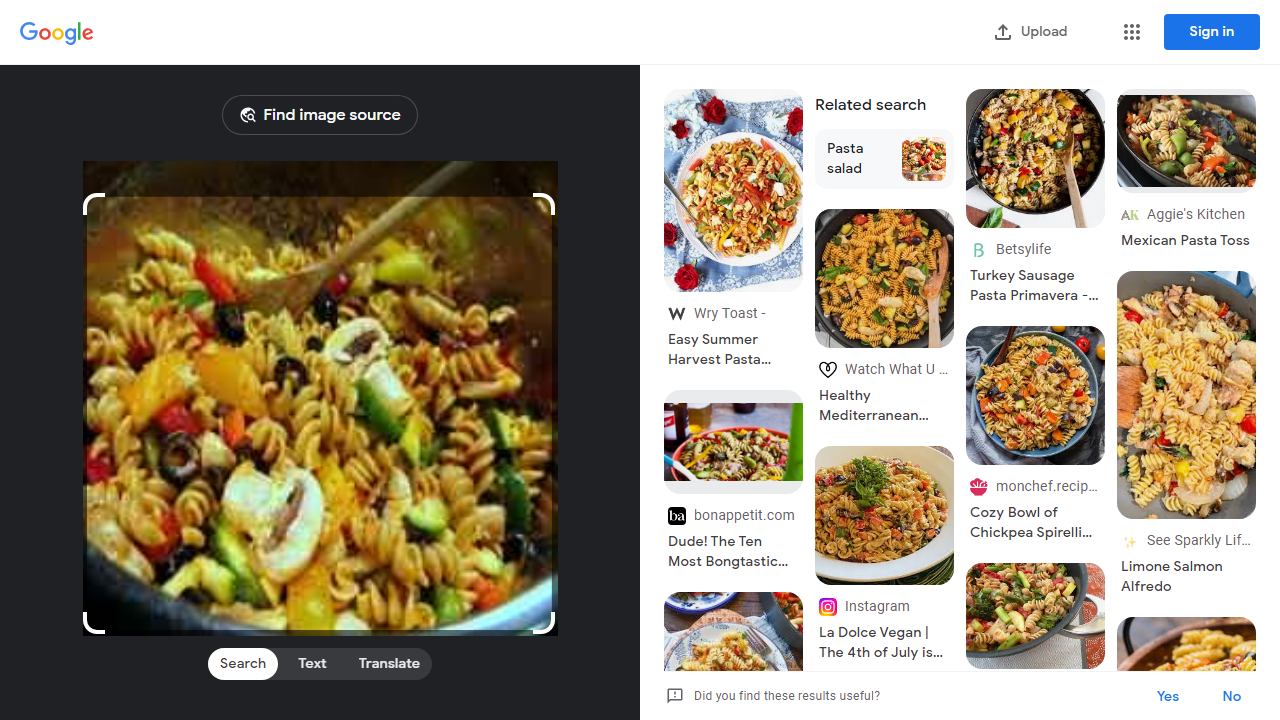 Google
Upload
Sign in
Find image source
Search
Text
Translate
Wry Toast -
Easy Summer
Harvest Pasta...
bonappetit.com
Dude! The Ten
Most Bongtastic...
Related search
Pasta
salad
Watch What U ...
Healthy
Mediterranean...
Instagram
La Dolce Vegan |
The 4th of July is...
Betsylife
Turkey Sausage
Pasta Primavera -...
monchef.recip...
Cozy Bowl of
Chickpea Spirelli...
AK Aggie's Kitchen
Mexican Pasta Toss
See Sparkly Lif...
Limone Salmon
Alfredo
Did you find these results useful?
Yes
No